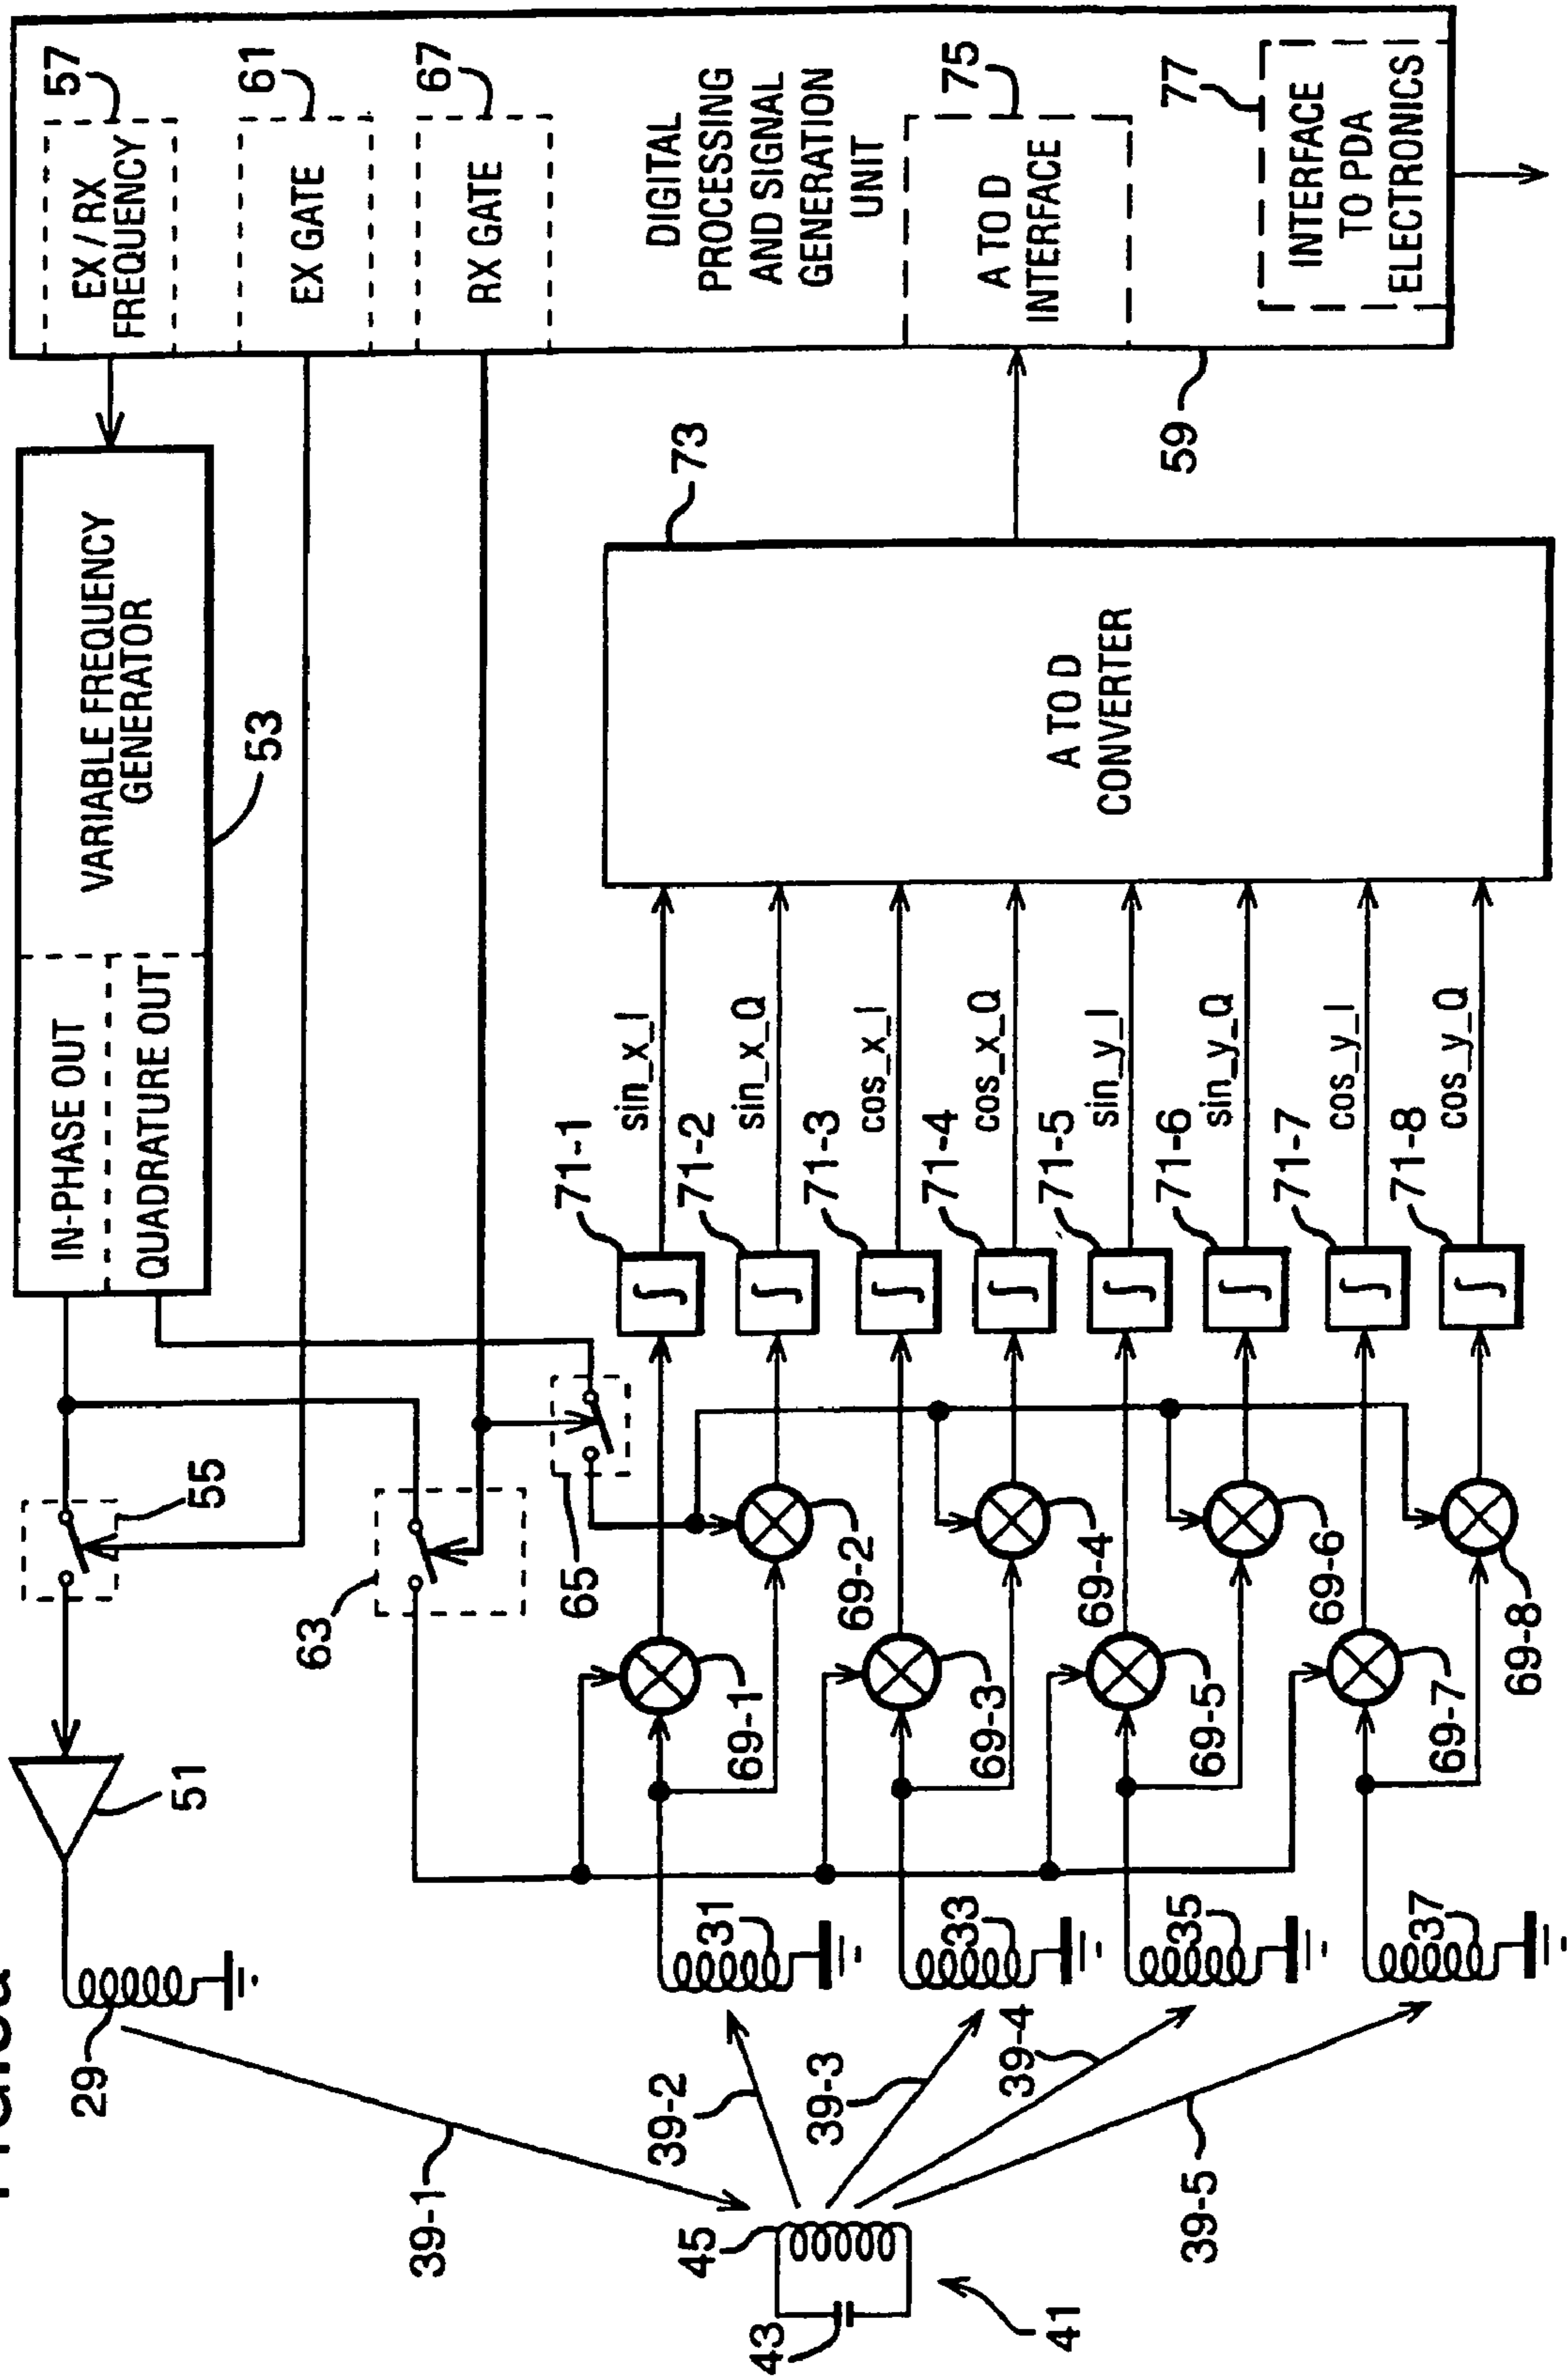 29
51
55
IN-PHASE OUT
QUADRATURE OUT
VARIABLE FREQUENCY
GENERATOR
53
EX / RX
FREQUENCY
57
EX GATE
61
RX GATE
67
63
65
39-1
45
43
41
39-2
39-3
39-4
39-5
31
33
35
37
69-1
69-2
69-3
69-4
69-5
69-6
69-7
69-8
71-1
71-2
71-3
71-4
71-5
71-6
71-7
71-8
∫
∫
∫
∫
∫
∫
∫
∫
sin_x_I
sin_x_Q
cos_x_I
cos_x_Q
sin_y_I
sin_y_Q
cos_y_I
cos_y_Q
73
A TO D
CONVERTER
DIGITAL
PROCESSING
AND SIGNAL
GENERATION
UNIT
A TO D
INTERFACE
75
59
77
INTERFACE
TO PDA
ELECTRONICS